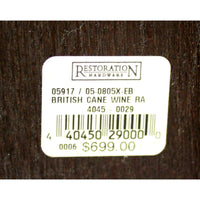 RESTORATION
HARDWARE
05917 / 05-0805X-EB
BRITISH CANE WINE RA
4045 0029
4 40450 29000 0
0006 $699.00